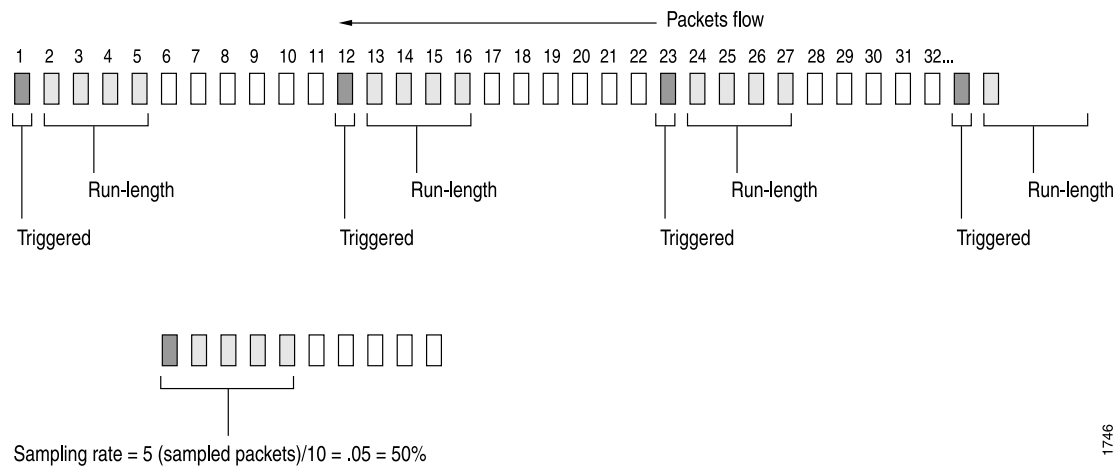 Packets flow
1 2 3 4 5 6 7 8 9 10 11 12 13 14 15 16 17 18 19 20 21 22 23 24 25 26 27 28 29 30 31 32...
Run-length Run-length Run-length Run-length
Triggered Triggered Triggered Triggered
Sampling rate = 5 (sampled packets)/10 = .05 = 50%
1746